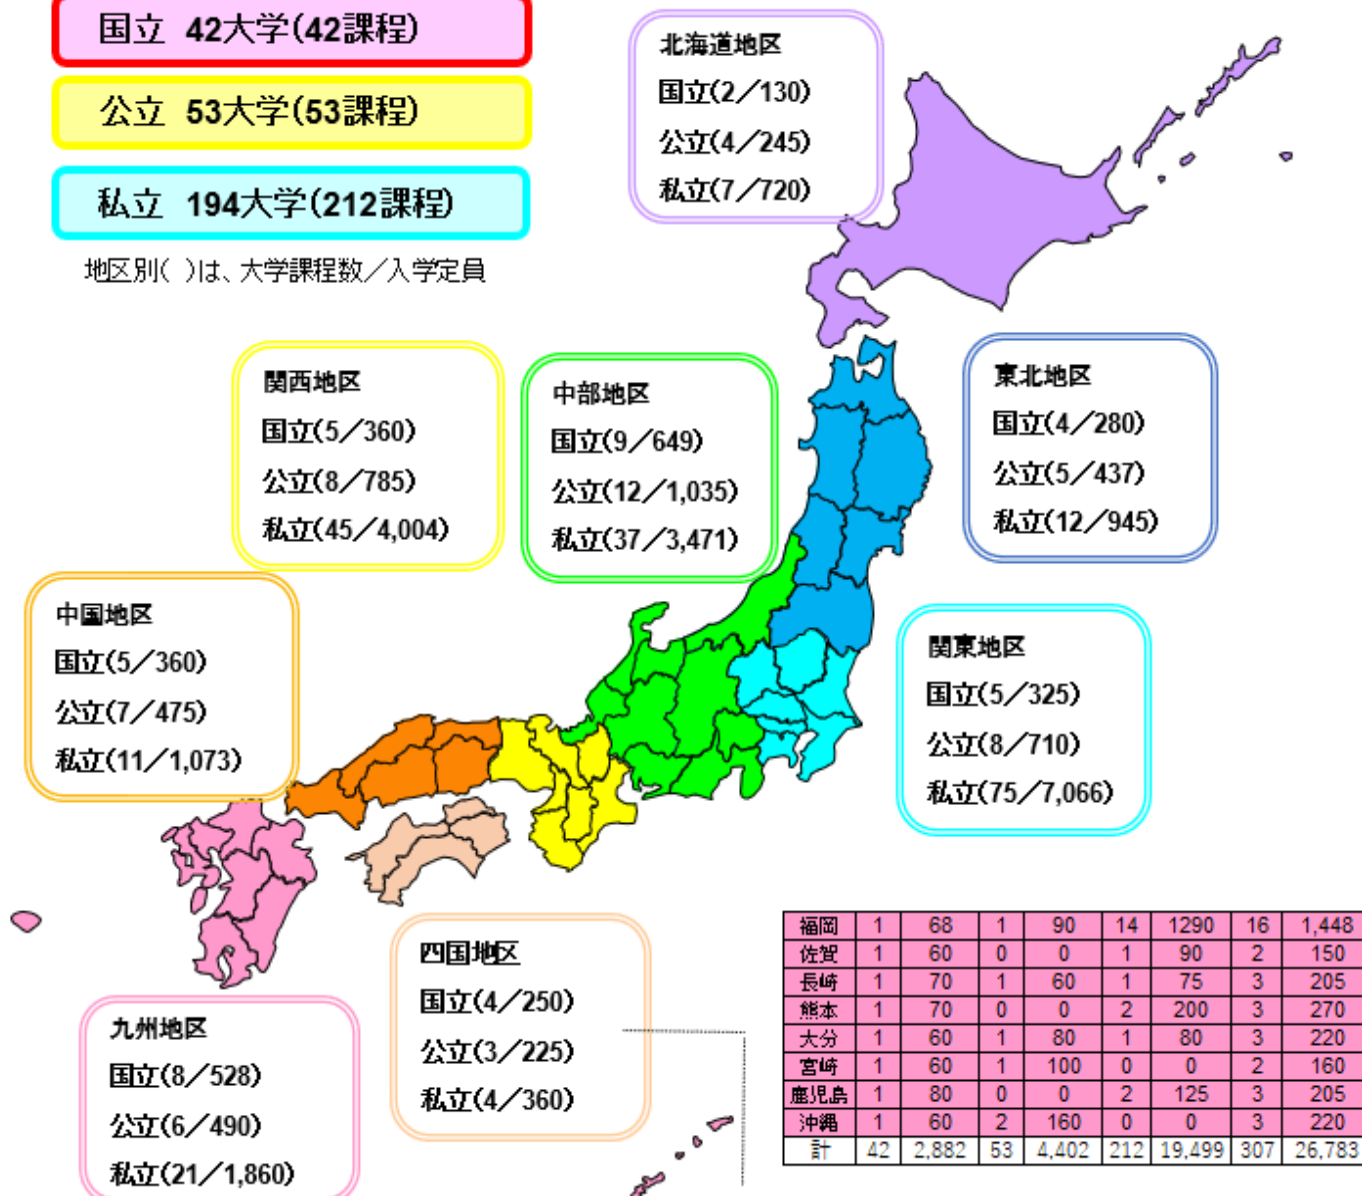 国立 42大学(42課程)
公立 53大学(53課程)
私立 194大学(212課程)
地区別( )は、大学課程数／入学定員
北海道地区
国立(2／130)
公立(4／245)
私立(7／720)
関西地区
国立(5／360)
公立(8／785)
私立(45／4,004)
中部地区
国立(9／649)
公立(12／1,035)
私立(37／3,471)
東北地区
国立(4／280)
公立(5／437)
私立(12／945)
中国地区
国立(5／360)
公立(7／475)
私立(11／1,073)
関東地区
国立(5／325)
公立(8／710)
私立(75／7,066)
四国地区
国立(4／250)
公立(3／225)
私立(4／360)
九州地区
国立(8／528)
公立(6／490)
私立(21／1,860)
福岡 1 68 1 90 14 1290 16 1,448
佐賀 1 60 0 0 1 90 2 150
長崎 1 70 1 60 1 75 3 205
熊本 1 70 0 0 2 200 3 270
大分 1 60 1 80 1 80 3 220
宮崎 1 60 1 100 0 0 2 160
鹿児島 1 80 0 0 2 125 3 205
沖縄 1 60 2 160 0 0 3 220
計 42 2,882 53 4,402 212 19,499 307 26,783